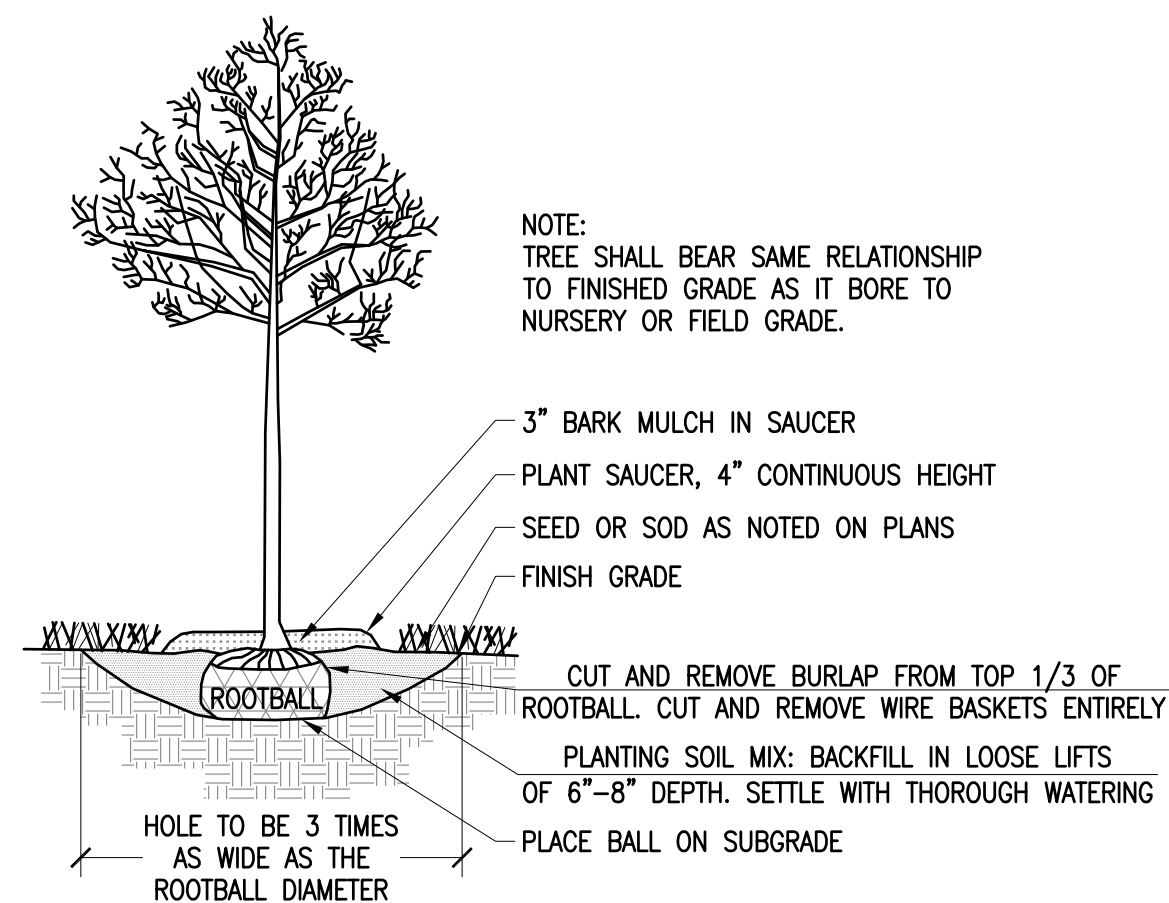 NOTE:
TREE SHALL BEAR SAME RELATIONSHIP
TO FINISHED GRADE AS IT BORE TO
NURSERY OR FIELD GRADE.
3" BARK MULCH IN SAUCER
PLANT SAUCER, 4" CONTINUOUS HEIGHT
SEED OR SOD AS NOTED ON PLANS
FINISH GRADE
CUT AND REMOVE BURLAP FROM TOP 1/3 OF
ROOTBALL. CUT AND REMOVE WIRE BASKETS ENTIRELY
ROOTBALL
PLANTING SOIL MIX: BACKFILL IN LOOSE LIFTS
OF 6"-8" DEPTH. SETTLE WITH THOROUGH WATERING
PLACE BALL ON SUBGRADE
HOLE TO BE 3 TIMES
AS WIDE AS THE
ROOTBALL DIAMETER